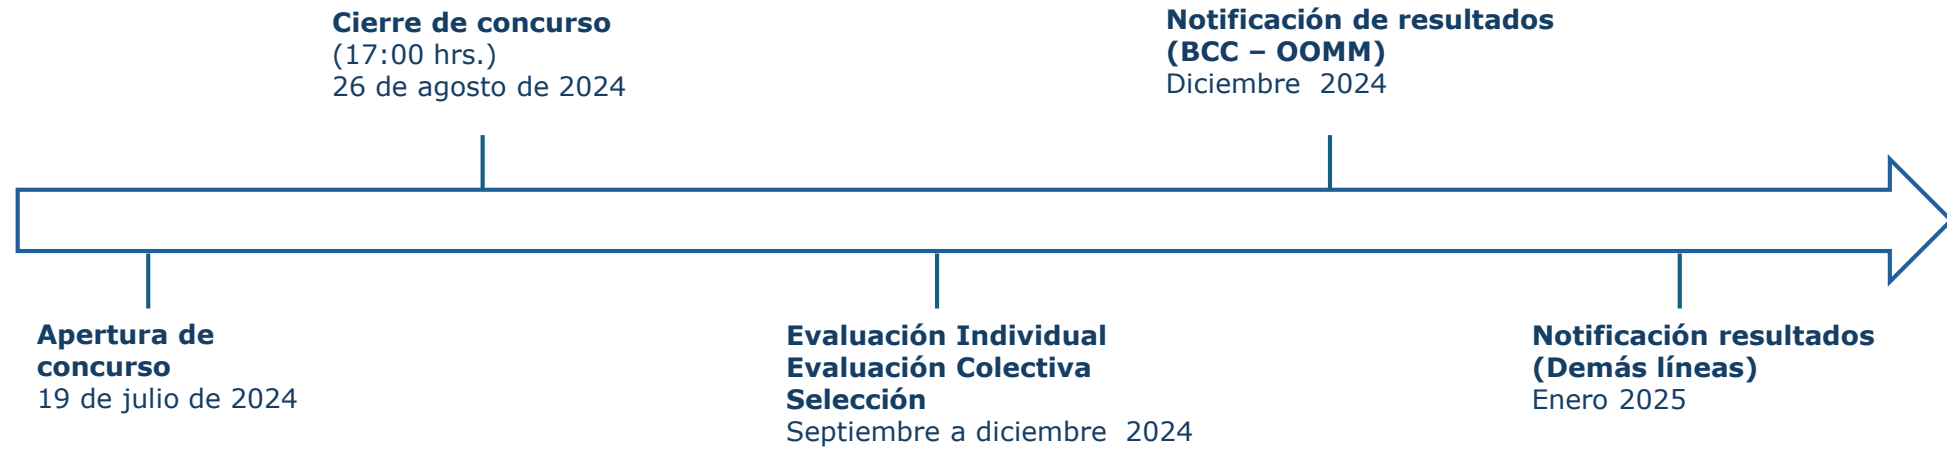 Cierre de concurso
(17:00 hrs.)
26 de agosto de 2024
Notificación de resultados
(BCC – OOMM)
Diciembre  2024
Apertura de
concurso
19 de julio de 2024
Evaluación Individual
Evaluación Colectiva
Selección
Septiembre a diciembre  2024
Notificación resultados
(Demás líneas)
Enero 2025